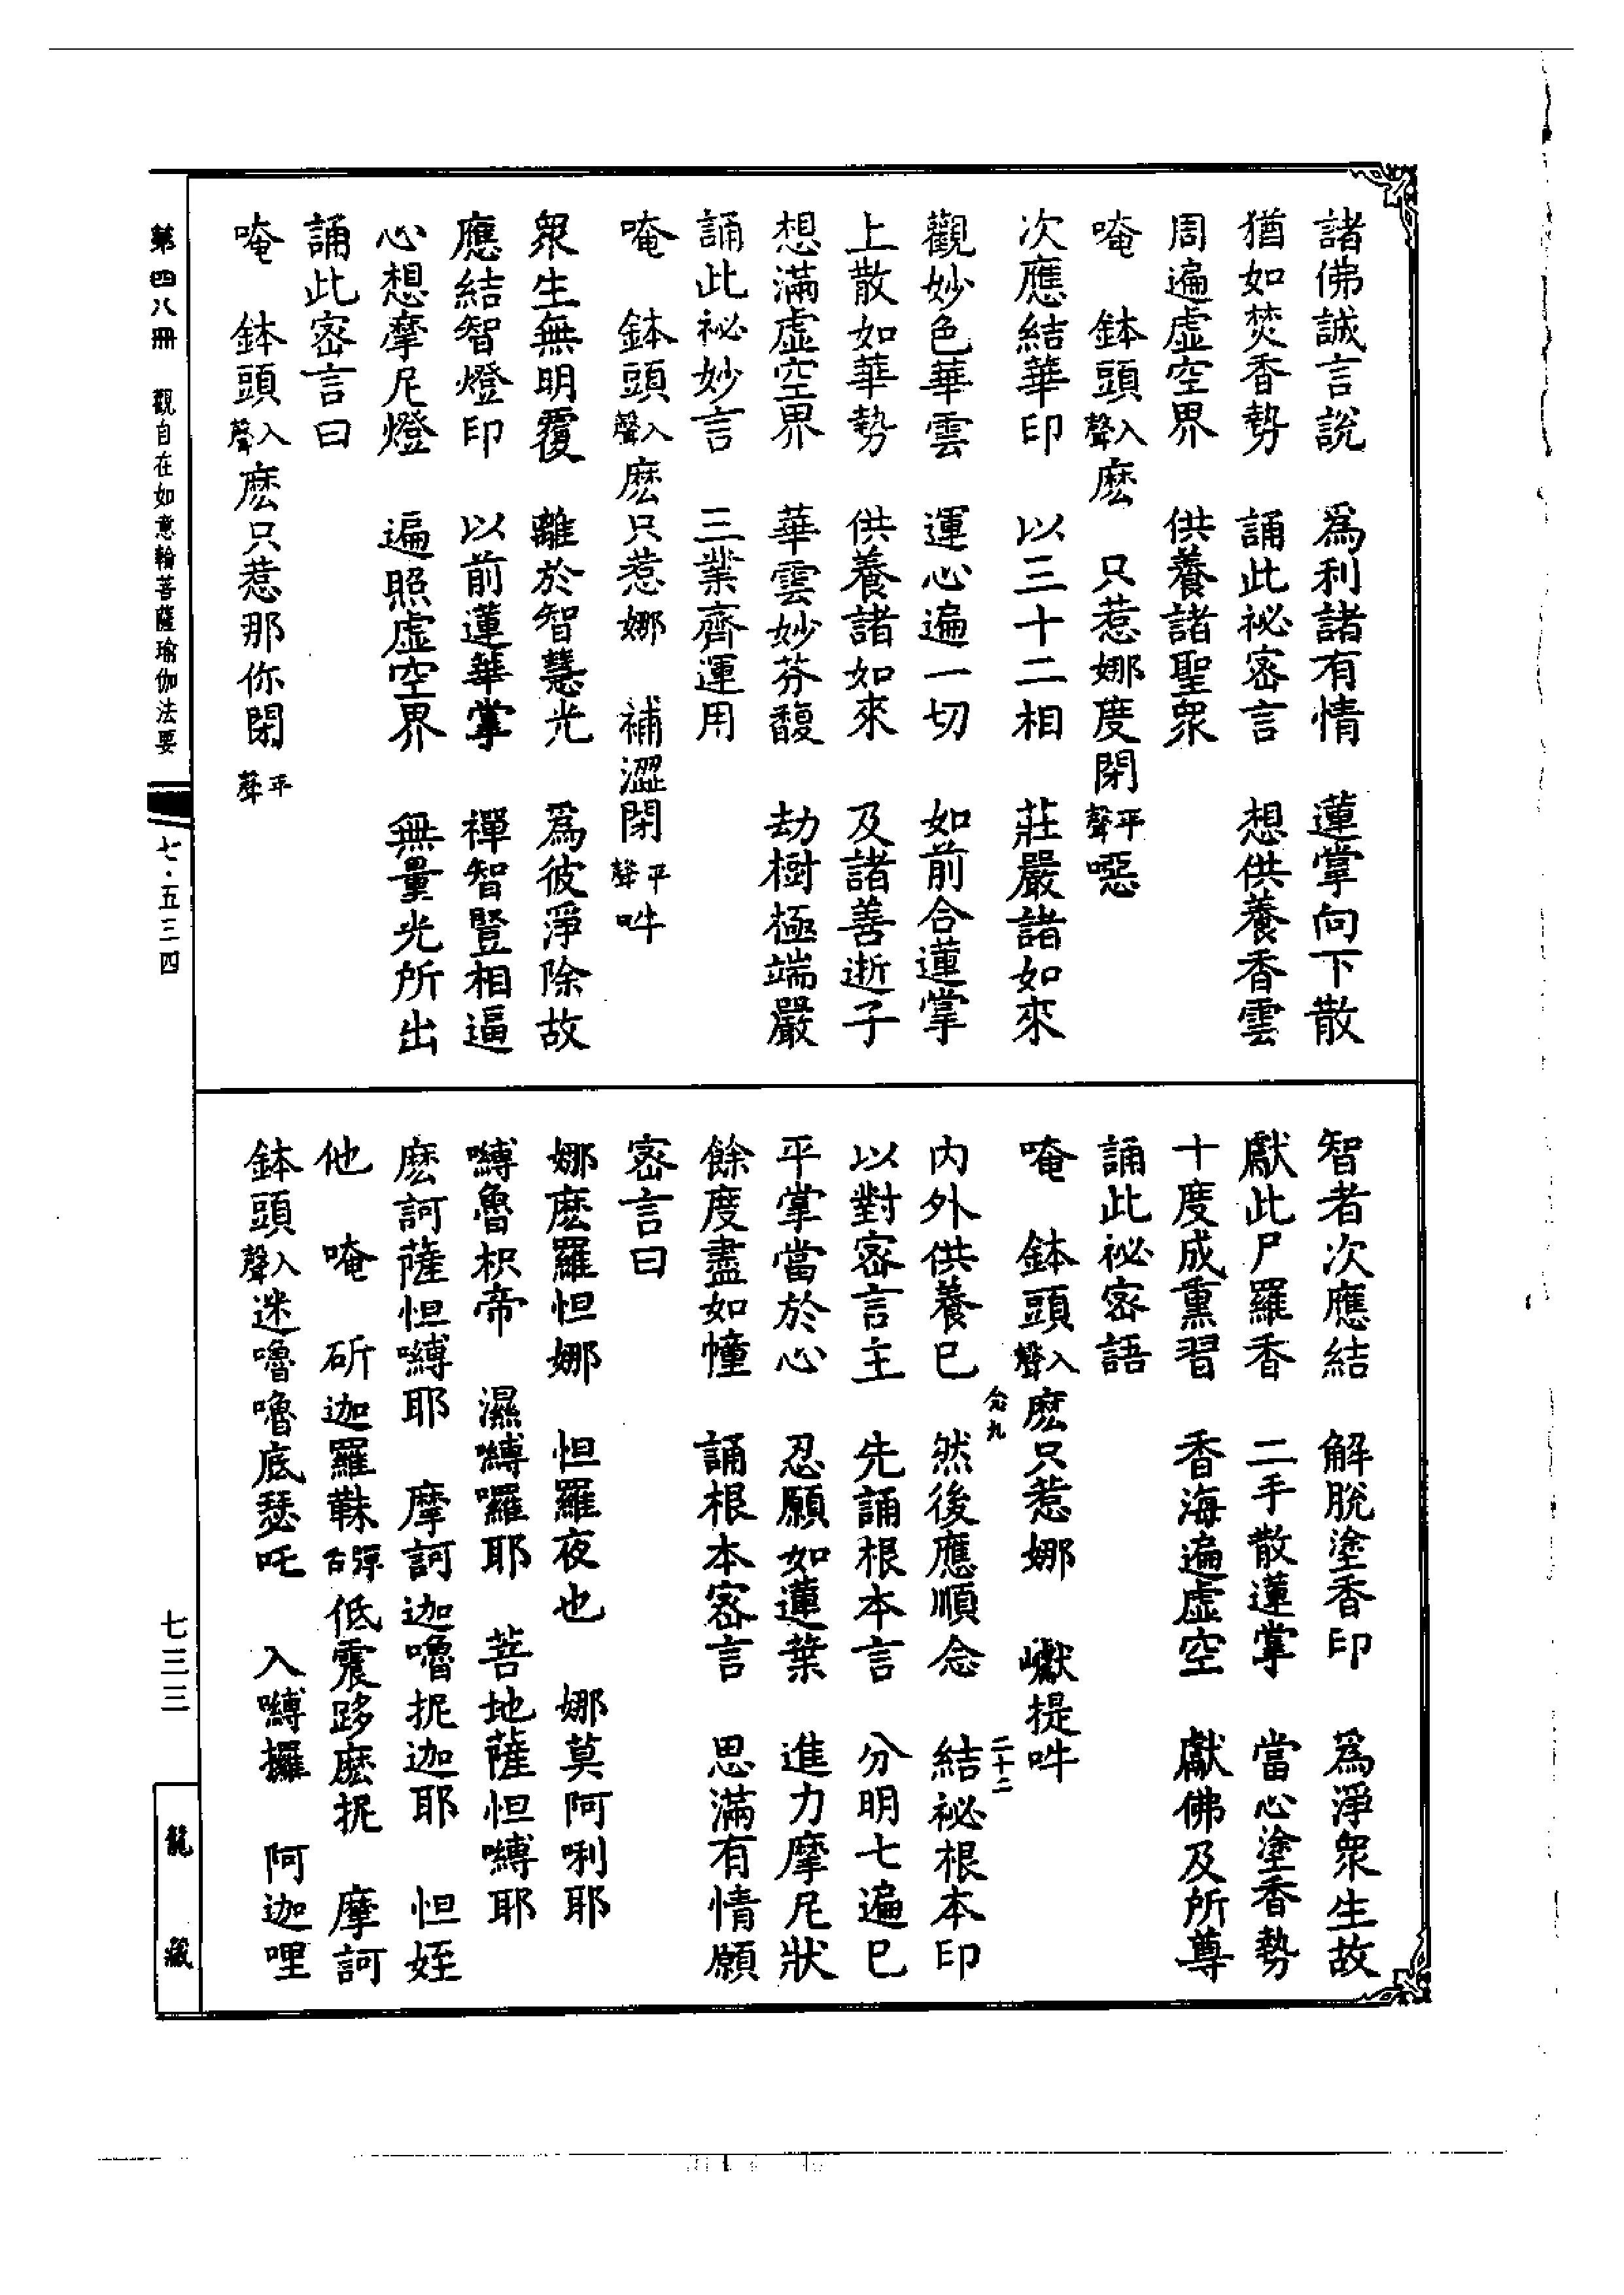 諸佛誠言說　為利諸有情　蓮掌向下散
猶如焚香勢　誦此祕密言　想供養香雲
周遍虛空界　供養諸聖衆
唵　鉢頭入聲麽　只惹娜度閉平聲噁
次應結華印　以三十二相　莊嚴諸如來
觀妙色華雲　運心遍一切　如前合蓮掌
上散如華勢　供養諸如來　及諸善逝子
想滿虛空界　華雲妙芬馥　劫樹極端嚴
誦此祕妙言　三業齊運用
唵　鉢頭入聲麽只惹娜　補澀閉平聲吽
衆生無明覆　離於智慧光　為彼淨除故
應結智燈印　以前蓮華掌　禪智豎相逼
心想摩尼燈　遍照虛空界　無量光所出
誦此密言曰
唵　鉢頭入聲麽只惹那你閉平聲
智者次應結　解脫塗香印　為淨衆生故
獻此尸羅香　二手散蓮掌　當心塗香勢
十度成熏習　香海遍虛空　獻佛及所尊
誦此祕密語
唵　鉢頭入聲麽只惹娜　巘提吽
内外供養已　然後應順念　結祕根本印
以對密言主　先誦根本言　分明七遍已
平掌當於心　忍願如蓮葉　進力摩尼狀
餘度盡如幢　誦根本密言　思滿有情願
密言曰
娜麽羅怛娜　怛羅夜也　娜莫阿唎耶
嚩魯枳帝　濕嚩囉耶　菩地薩怛嚩耶
麽訶薩怛嚩耶　摩訶迦嚕抳迦耶　怛姪
他　唵　斫迦羅靺彈舌低震跢麽抳　摩訶
鉢頭入聲迷嚕嚕底瑟吒　入嚩攞　阿迦哩
九
二十二
第四八冊　觀自在如意輪菩薩瑜伽法要
七·五三四
七三三
龍藏